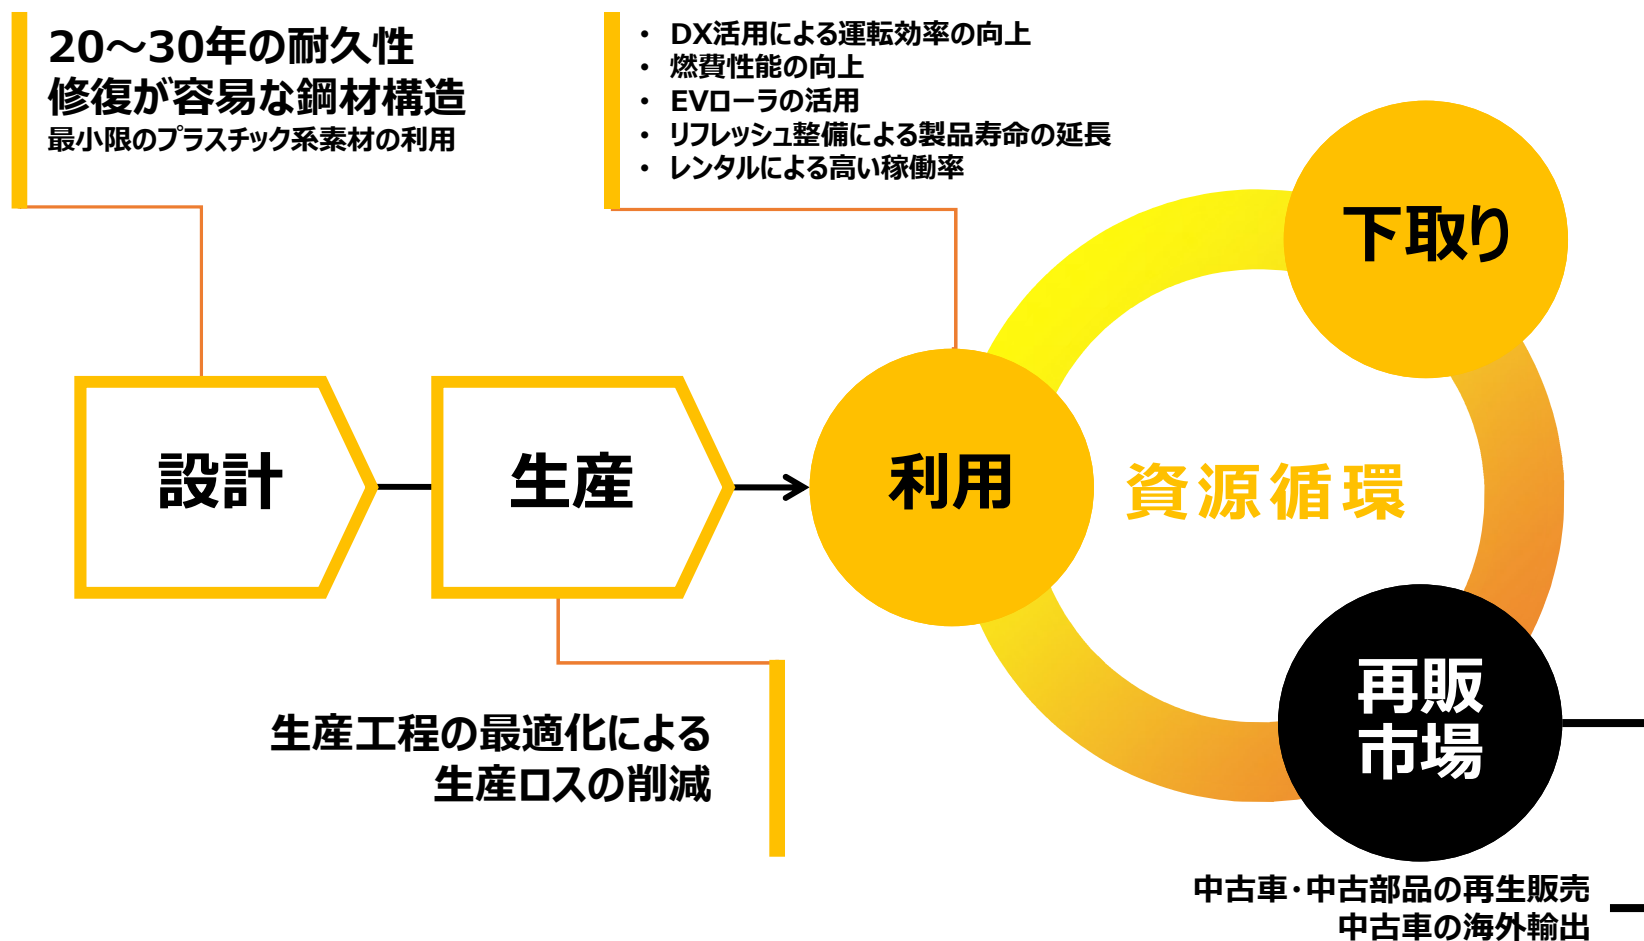 20～30年の耐久性
修復が容易な鋼材構造
最小限のプラスチック系素材の利用
• DX活用による運転効率の向上
• 燃費性能の向上
• EVローラの活用
• リフレッシュ整備による製品寿命の延長
• レンタルによる高い稼働率
下取り
設計
生産
利用
資源循環
再販
市場
生産工程の最適化による
生産ロスの削減
中古車・中古部品の再生販売
中古車の海外輸出